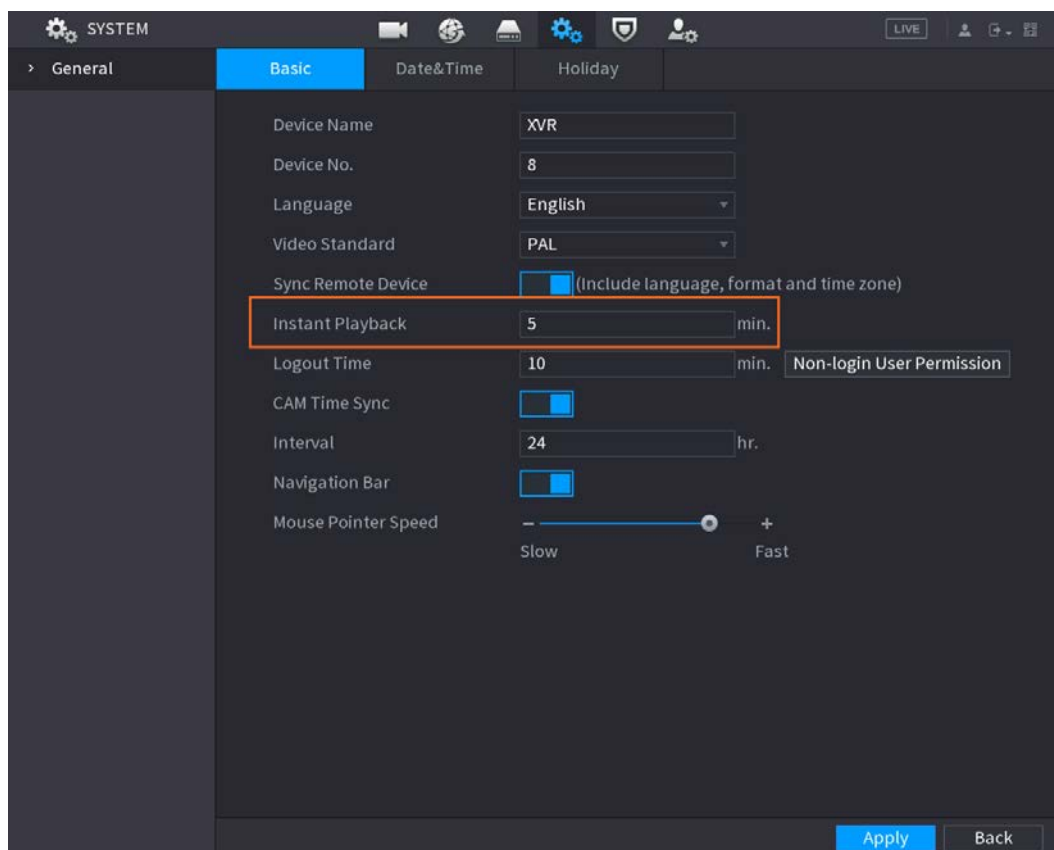 SYSTEM LIVE
> General Basic Date&Time Holiday
Device Name XVR
Device No. 8
Language English
Video Standard PAL
Sync Remote Device (Include language, format and time zone)
Instant Playback 5 min.
Logout Time 10 min. Non-login User Permission
CAM Time Sync
Interval 24 hr.
Navigation Bar
Mouse Pointer Speed − +
Slow Fast
Apply Back